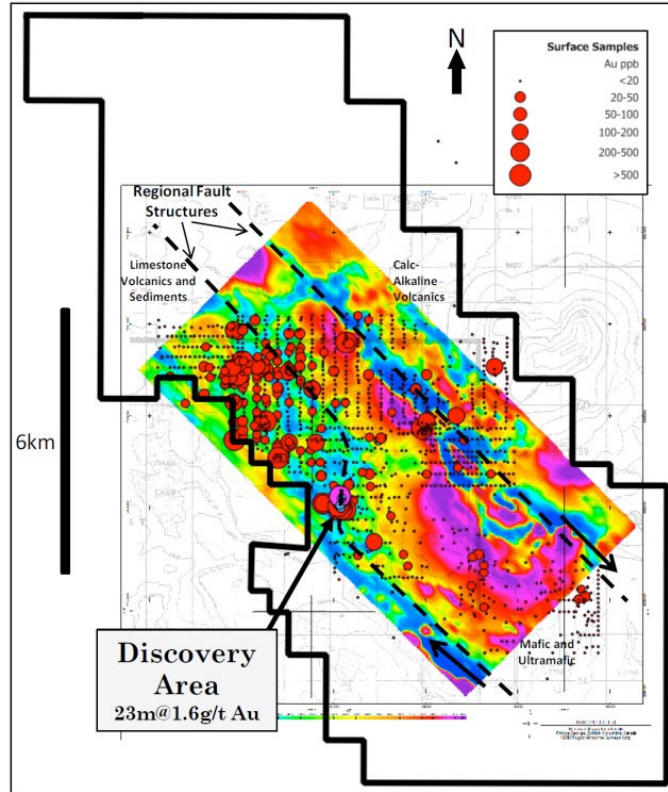 N
Surface Samples
Au ppb
<20
20-50
50-100
100-200
200-500
>500
Regional Fault
Structures
Limestone
Volcanics and
Sediments
Calc-
Alkaline
Volcanics
6km
Discovery
Area
23m@1.6g/t Au
Mafic and
Ultramafic